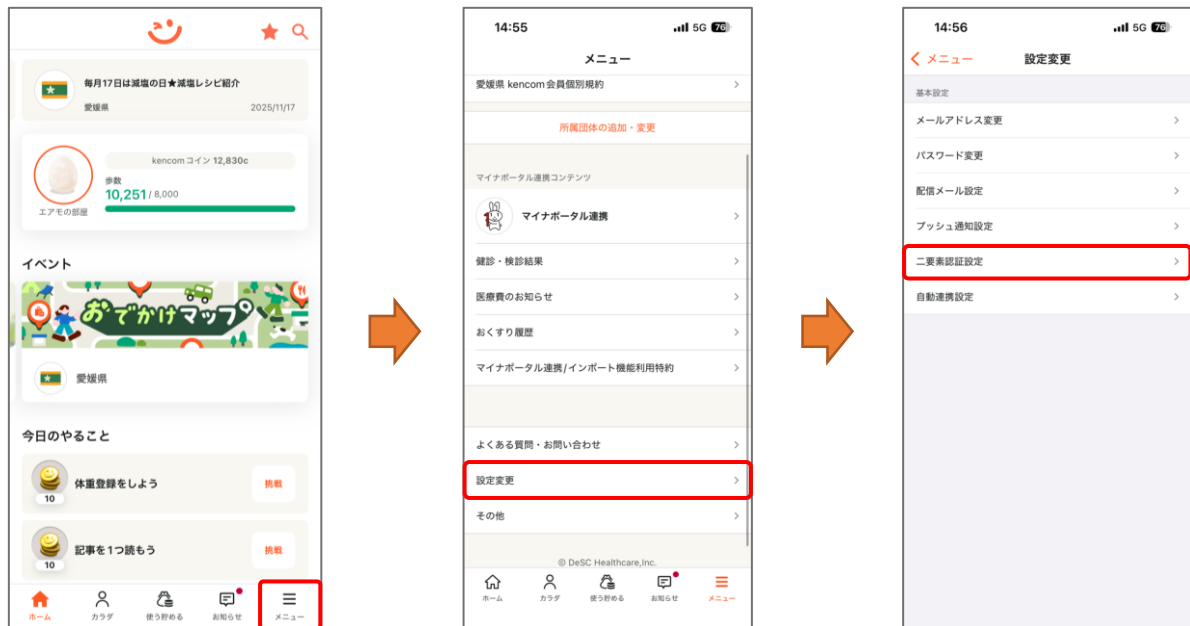 毎月17日は減塩の日★減塩レシピ紹介
愛媛県 2025/11/17
kencom コイン 12,830c
歩数
10,251 / 8,000
エアモの部屋
イベント
おでかけマップ
愛媛県
今日のやること
体重登録をしよう 挑戦
10
記事を1つ読もう 挑戦
10
ホーム カラダ 使う貯める お知らせ メニュー
14:55 5G 76
メニュー
愛媛県 kencom会員個別規約
所属団体の追加・変更
マイナポータル連携コンテンツ
マイナポータル連携
健診・検診結果
医療費のお知らせ
おくすり履歴
マイナポータル連携/インポート機能利用特約
よくある質問・お問い合わせ
設定変更
その他
© DeSC Healthcare,Inc.
ホーム カラダ 使う貯める お知らせ メニュー
14:56 5G 76
メニュー 設定変更
基本設定
メールアドレス変更
パスワード変更
配信メール設定
プッシュ通知設定
二要素認証設定
自動連携設定